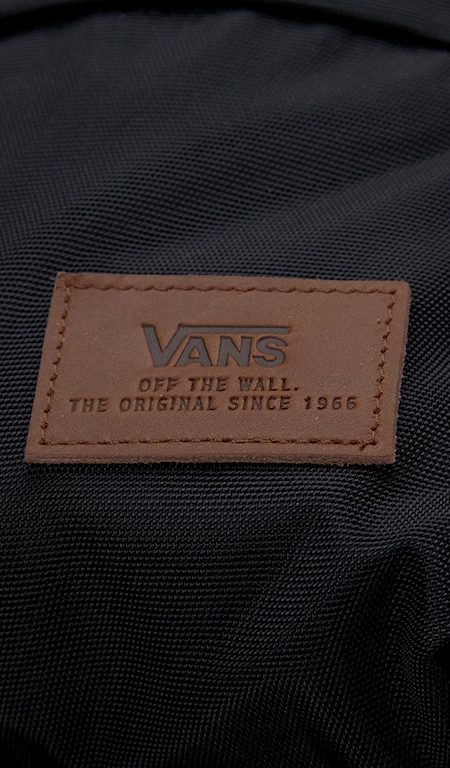 VANS
OFF THE WALL.
THE ORIGINAL SINCE 1966